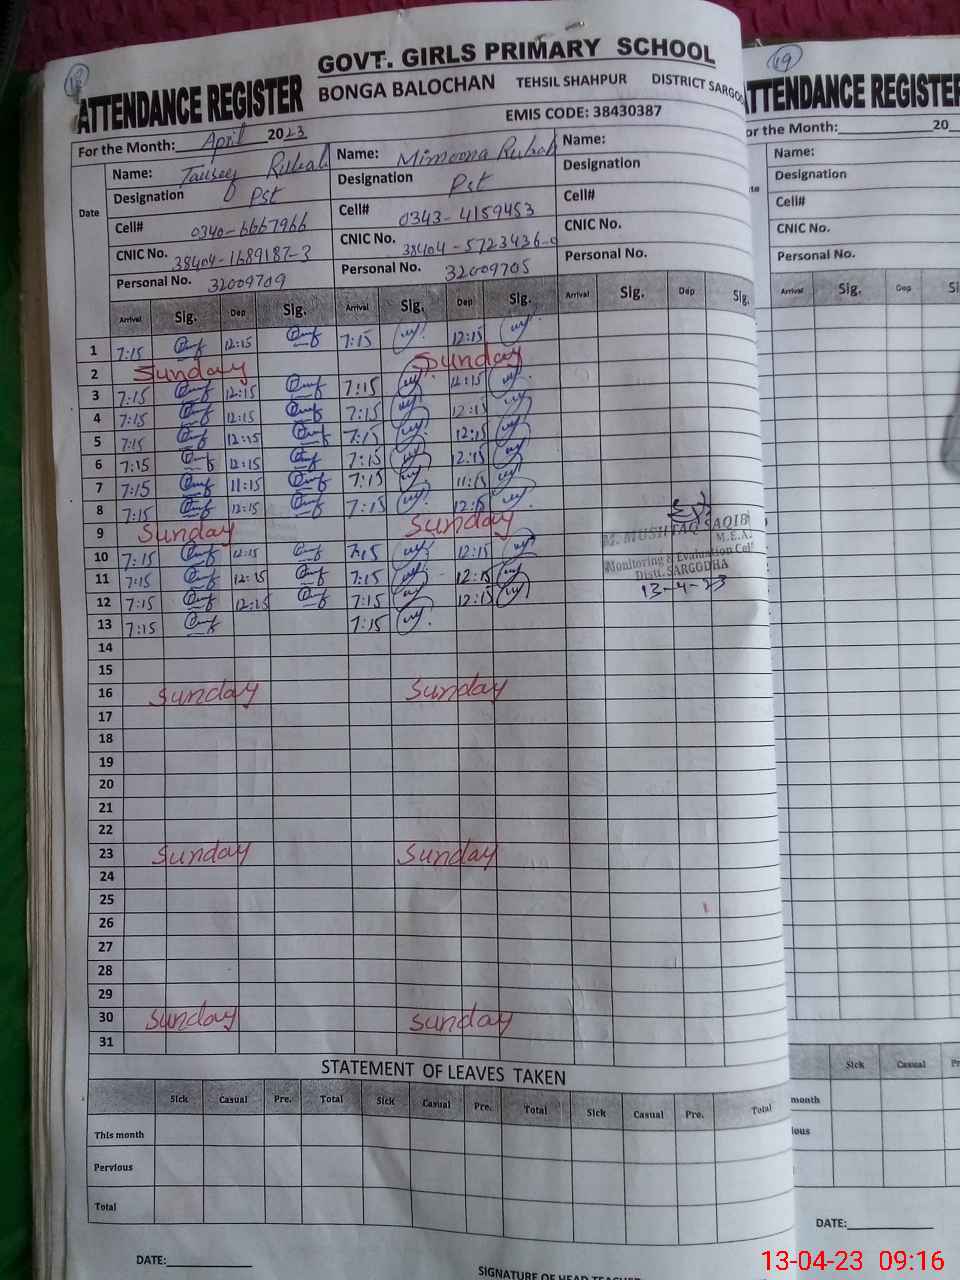 18
GOVT. GIRLS PRIMARY SCHOOL
ATTENDANCE REGISTER
BONGA BALOCHAN TEHSIL SHAHPUR DISTRICT
EMIS CODE: 38430387
For the Month: April 2023
Date
Name: Name: Mimoona Name:
Designation Pst Designation Pst Designation
Cell# 0340-6667966 Cell# 0343-4159453 Cell#
CNIC No. 38404-1689187-3 CNIC No. 38404-5723436- CNIC No.
Personal No. 32009709 Personal No. 32009705 Personal No.
Arrival Sig. Dep Sig. Arrival Sig. Dep Sig. Arrival Sig. Dep Sig.
1 7:15 12:15 7:15 12:15
2 Sunday Sunday
3 7:15 12:15 7:15 12:15
4 7:15 12:15 7:15 12:15
5 7:15 12:15 7:15 12:15
6 7:15 12:15 7:15 12:15
7 7:15 11:15 7:15 11:15
8 7:15 12:15 7:15 12:15
9 Sunday Sunday
10 7:15 12:15 7:15 12:15
11 7:15 12:15 7:15 12:15
12 7:15 12:15 7:15 12:15
13 7:15 7:15
14
15
16 Sunday Sunday
17
18
19
20
21
22
23 Sunday Sunday
24
25
26
27
28
29
30 Sunday Sunday
31
M. MUSHTAQ SAQIB
M.E.A.
Monitoring & Evaluation Cell
Distt. SARGODHA
13-4-23
STATEMENT OF LEAVES TAKEN
Sick Casual Pre. Total Sick Casual Pre. Total Sick Casual Pre. Total
This month
Pervious
Total
DATE:
SIGNATURE OF HEAD TEACHER
19
ATTENDANCE REGISTER
For the Month: 20
Name:
Designation
Cell#
CNIC No.
Personal No.
Arrival Sig. Dep
Sick Casual
month
DATE:
13-04-23 09:16